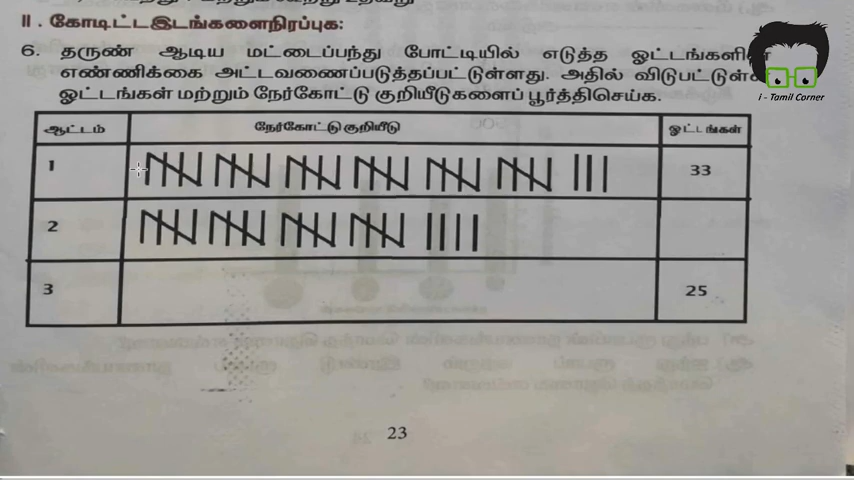 II . கோடிட்டஇடங்களைநிரப்புக:
6. தருண் ஆடிய மட்டைப்பந்து போட்டியில் எடுத்த ஓட்டங்களின்
எண்ணிக்கை அட்டவணைப்படுத்தப்பட்டுள்ளது. அதில் விடுபட்டுள்ள
ஓட்டங்கள் மற்றும் நேர்கோட்டு குறியீடுகளைப் பூர்த்திசெய்க.
i - Tamil Corner
ஆட்டம் நேர்கோட்டு குறியீடு ஓட்டங்கள்
1 33
2
3 25
23